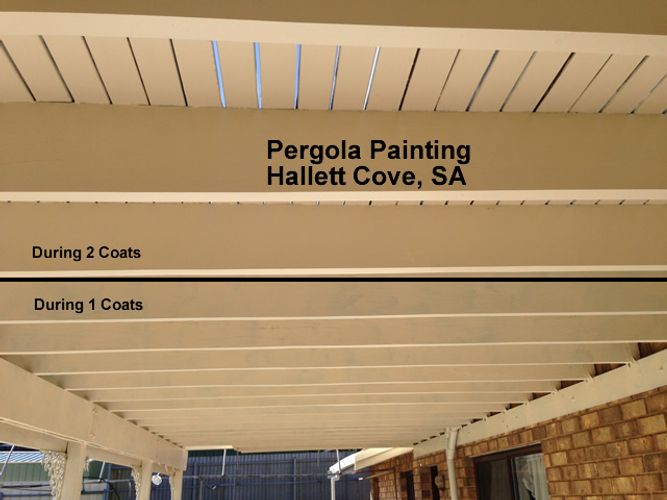 Pergola Painting
Hallett Cove, SA
During 2 Coats
During 1 Coats